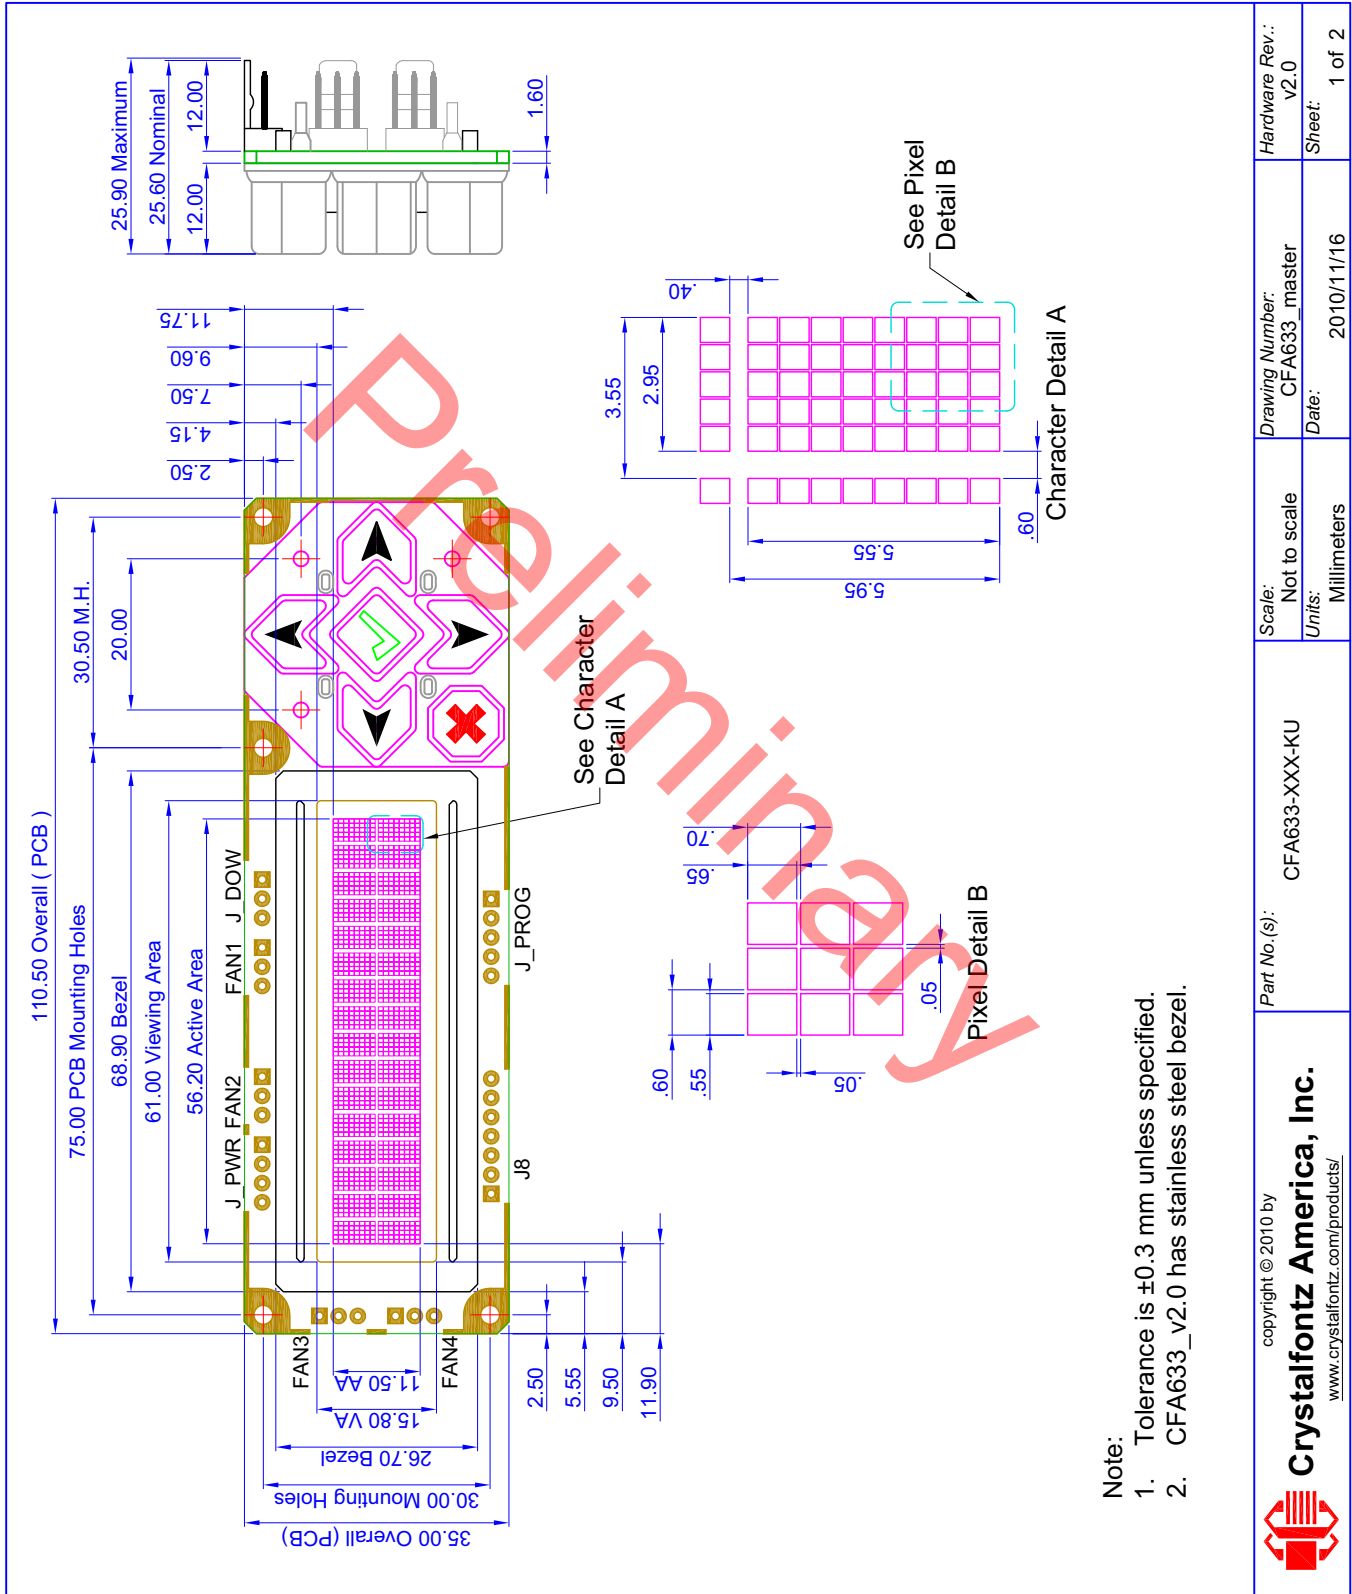 110.50 Overall ( PCB )
75.00 PCB Mounting Holes
30.50 M.H.
68.90 Bezel
20.00
61.00 Viewing Area
56.20 Active Area
J_PWR
FAN2
FAN1
J_DOW
FAN3
FAN4
J8
J_PROG
2.50
4.15
7.50
9.60
11.75
25.90 Maximum
25.60 Nominal
12.00
12.00
1.60
35.00 Overall (PCB)
30.00 Mounting Holes
26.70 Bezel
15.80 VA
11.50 AA
2.50
5.55
9.50
11.90
See Character
Detail A
Preliminary
3.55
2.95
.40
5.95
5.55
.60
See Pixel
Detail B
Character Detail A
.70
.65
.60
.55
.05
.05
Pixel Detail B
Note:
1. Tolerance is ±0.3 mm unless specified.
2. CFA633_v2.0 has stainless steel bezel.
copyright © 2010 by
Crystalfontz America, Inc.
www.crystalfontz.com/products/
Part No.(s):
CFA633-XXX-KU
Scale:
Not to scale
Units:
Millimeters
Drawing Number:
CFA633_master
Date:
2010/11/16
Hardware Rev.:
v2.0
Sheet:
1 of 2